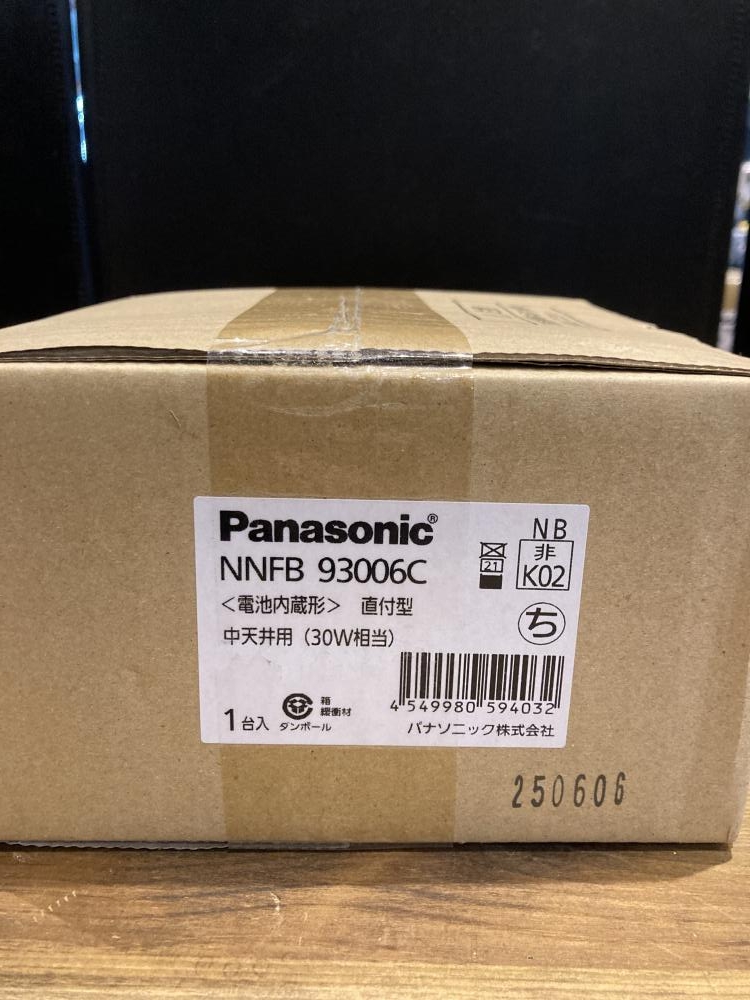 Panasonic®
NNFB 93006C
<電池内蔵形> 直付型
中天井用(30W相当)
NB
21
非
K02
ち
4 549980 594032
1台入
箱
緩衝材
ダンボール
パナソニック株式会社
250606